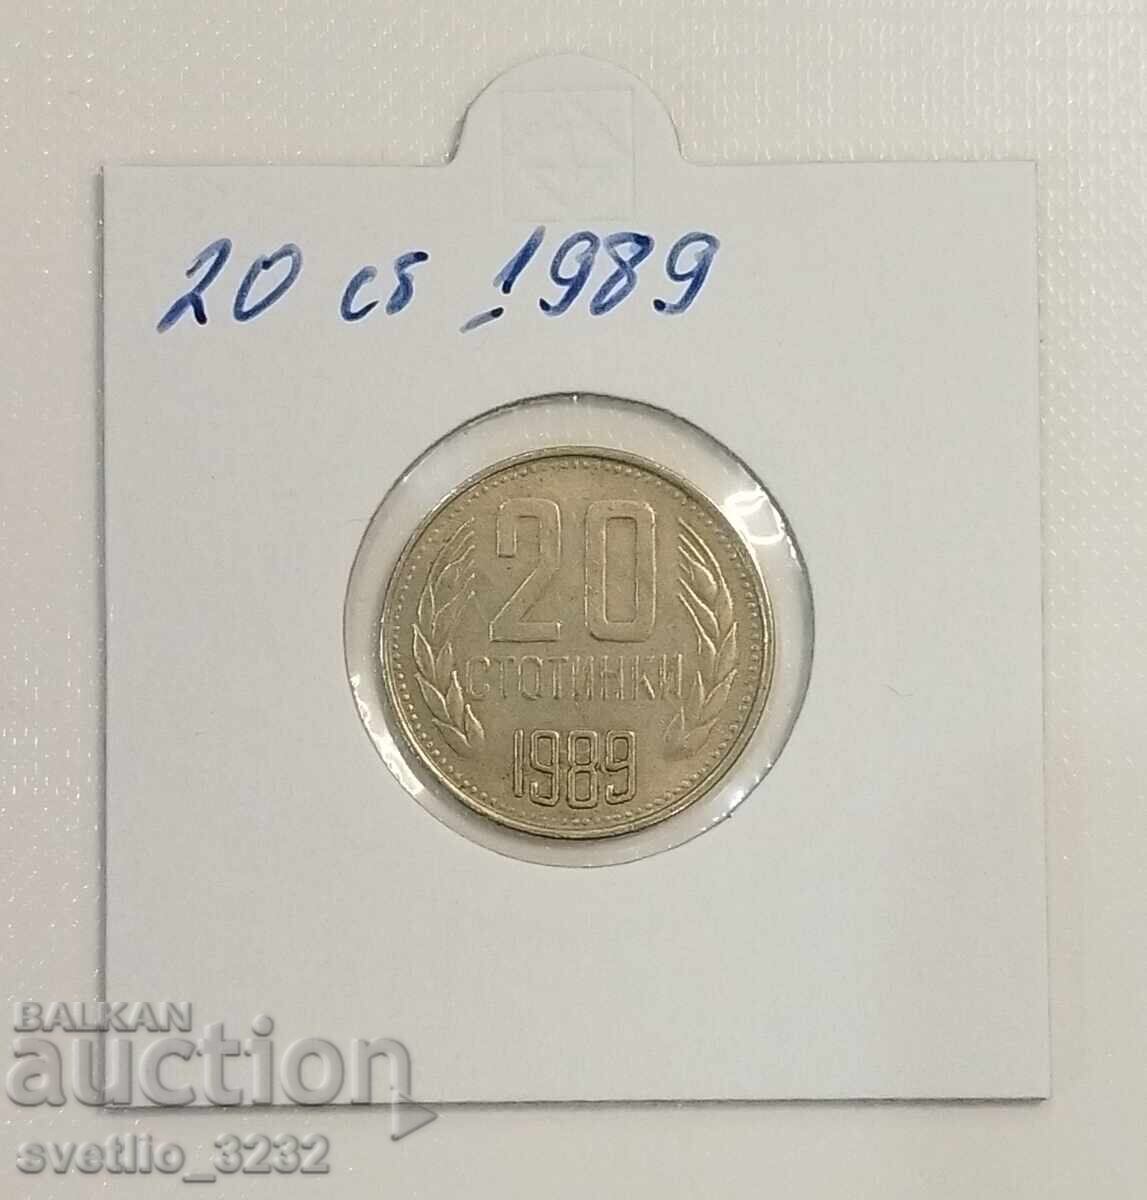 20 ст 1989
20
СТОТИНКИ
1989
BALKAN
auction
svetlio_3232